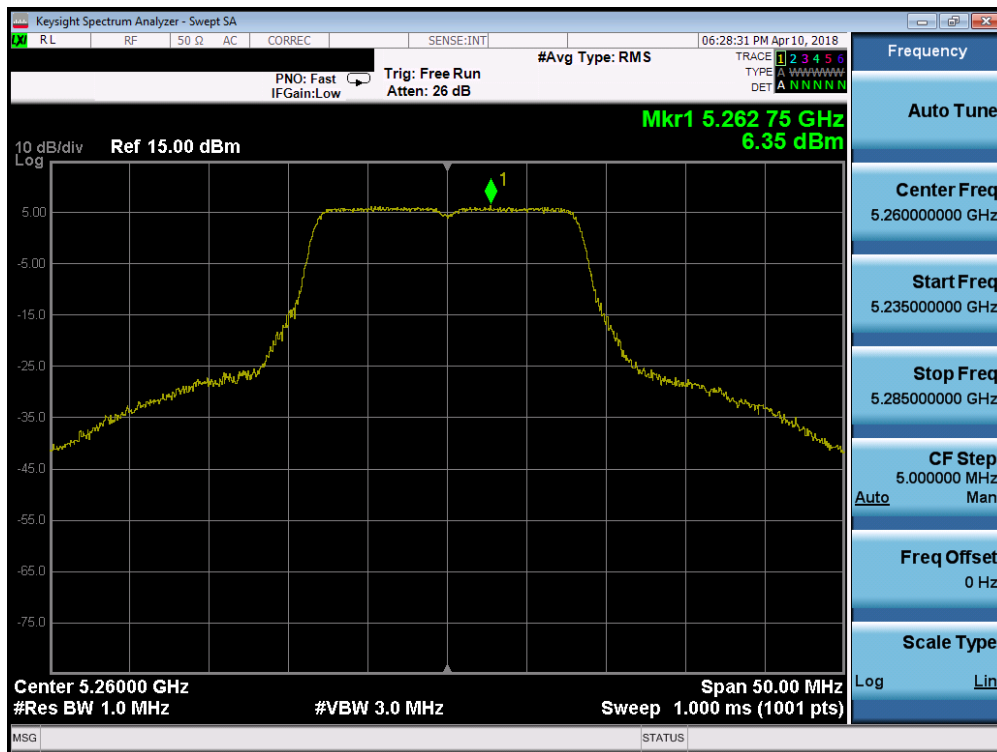 Keysight Spectrum Analyzer - Swept SA
LXI RL RF 50 Ω AC CORREC SENSE:INT 06:28:31 PM Apr 10, 2018
#Avg Type: RMS TRACE 1 2 3 4 5 6
PNO: Fast Trig: Free Run TYPE A WWWWW
IFGain:Low Atten: 26 dB DET A N N N N N
Mkr1 5.262 75 GHz
6.35 dBm
10 dB/div Ref 15.00 dBm
Log
1
5.00
-5.00
-15.0
-25.0
-35.0
-45.0
-55.0
-65.0
-75.0
Center 5.26000 GHz Span 50.00 MHz
#Res BW 1.0 MHz #VBW 3.0 MHz Sweep 1.000 ms (1001 pts)
MSG STATUS
Frequency
Auto Tune
Center Freq
5.260000000 GHz
Start Freq
5.235000000 GHz
Stop Freq
5.285000000 GHz
CF Step
5.000000 MHz
Auto Man
Freq Offset
0 Hz
Scale Type
Log Lin